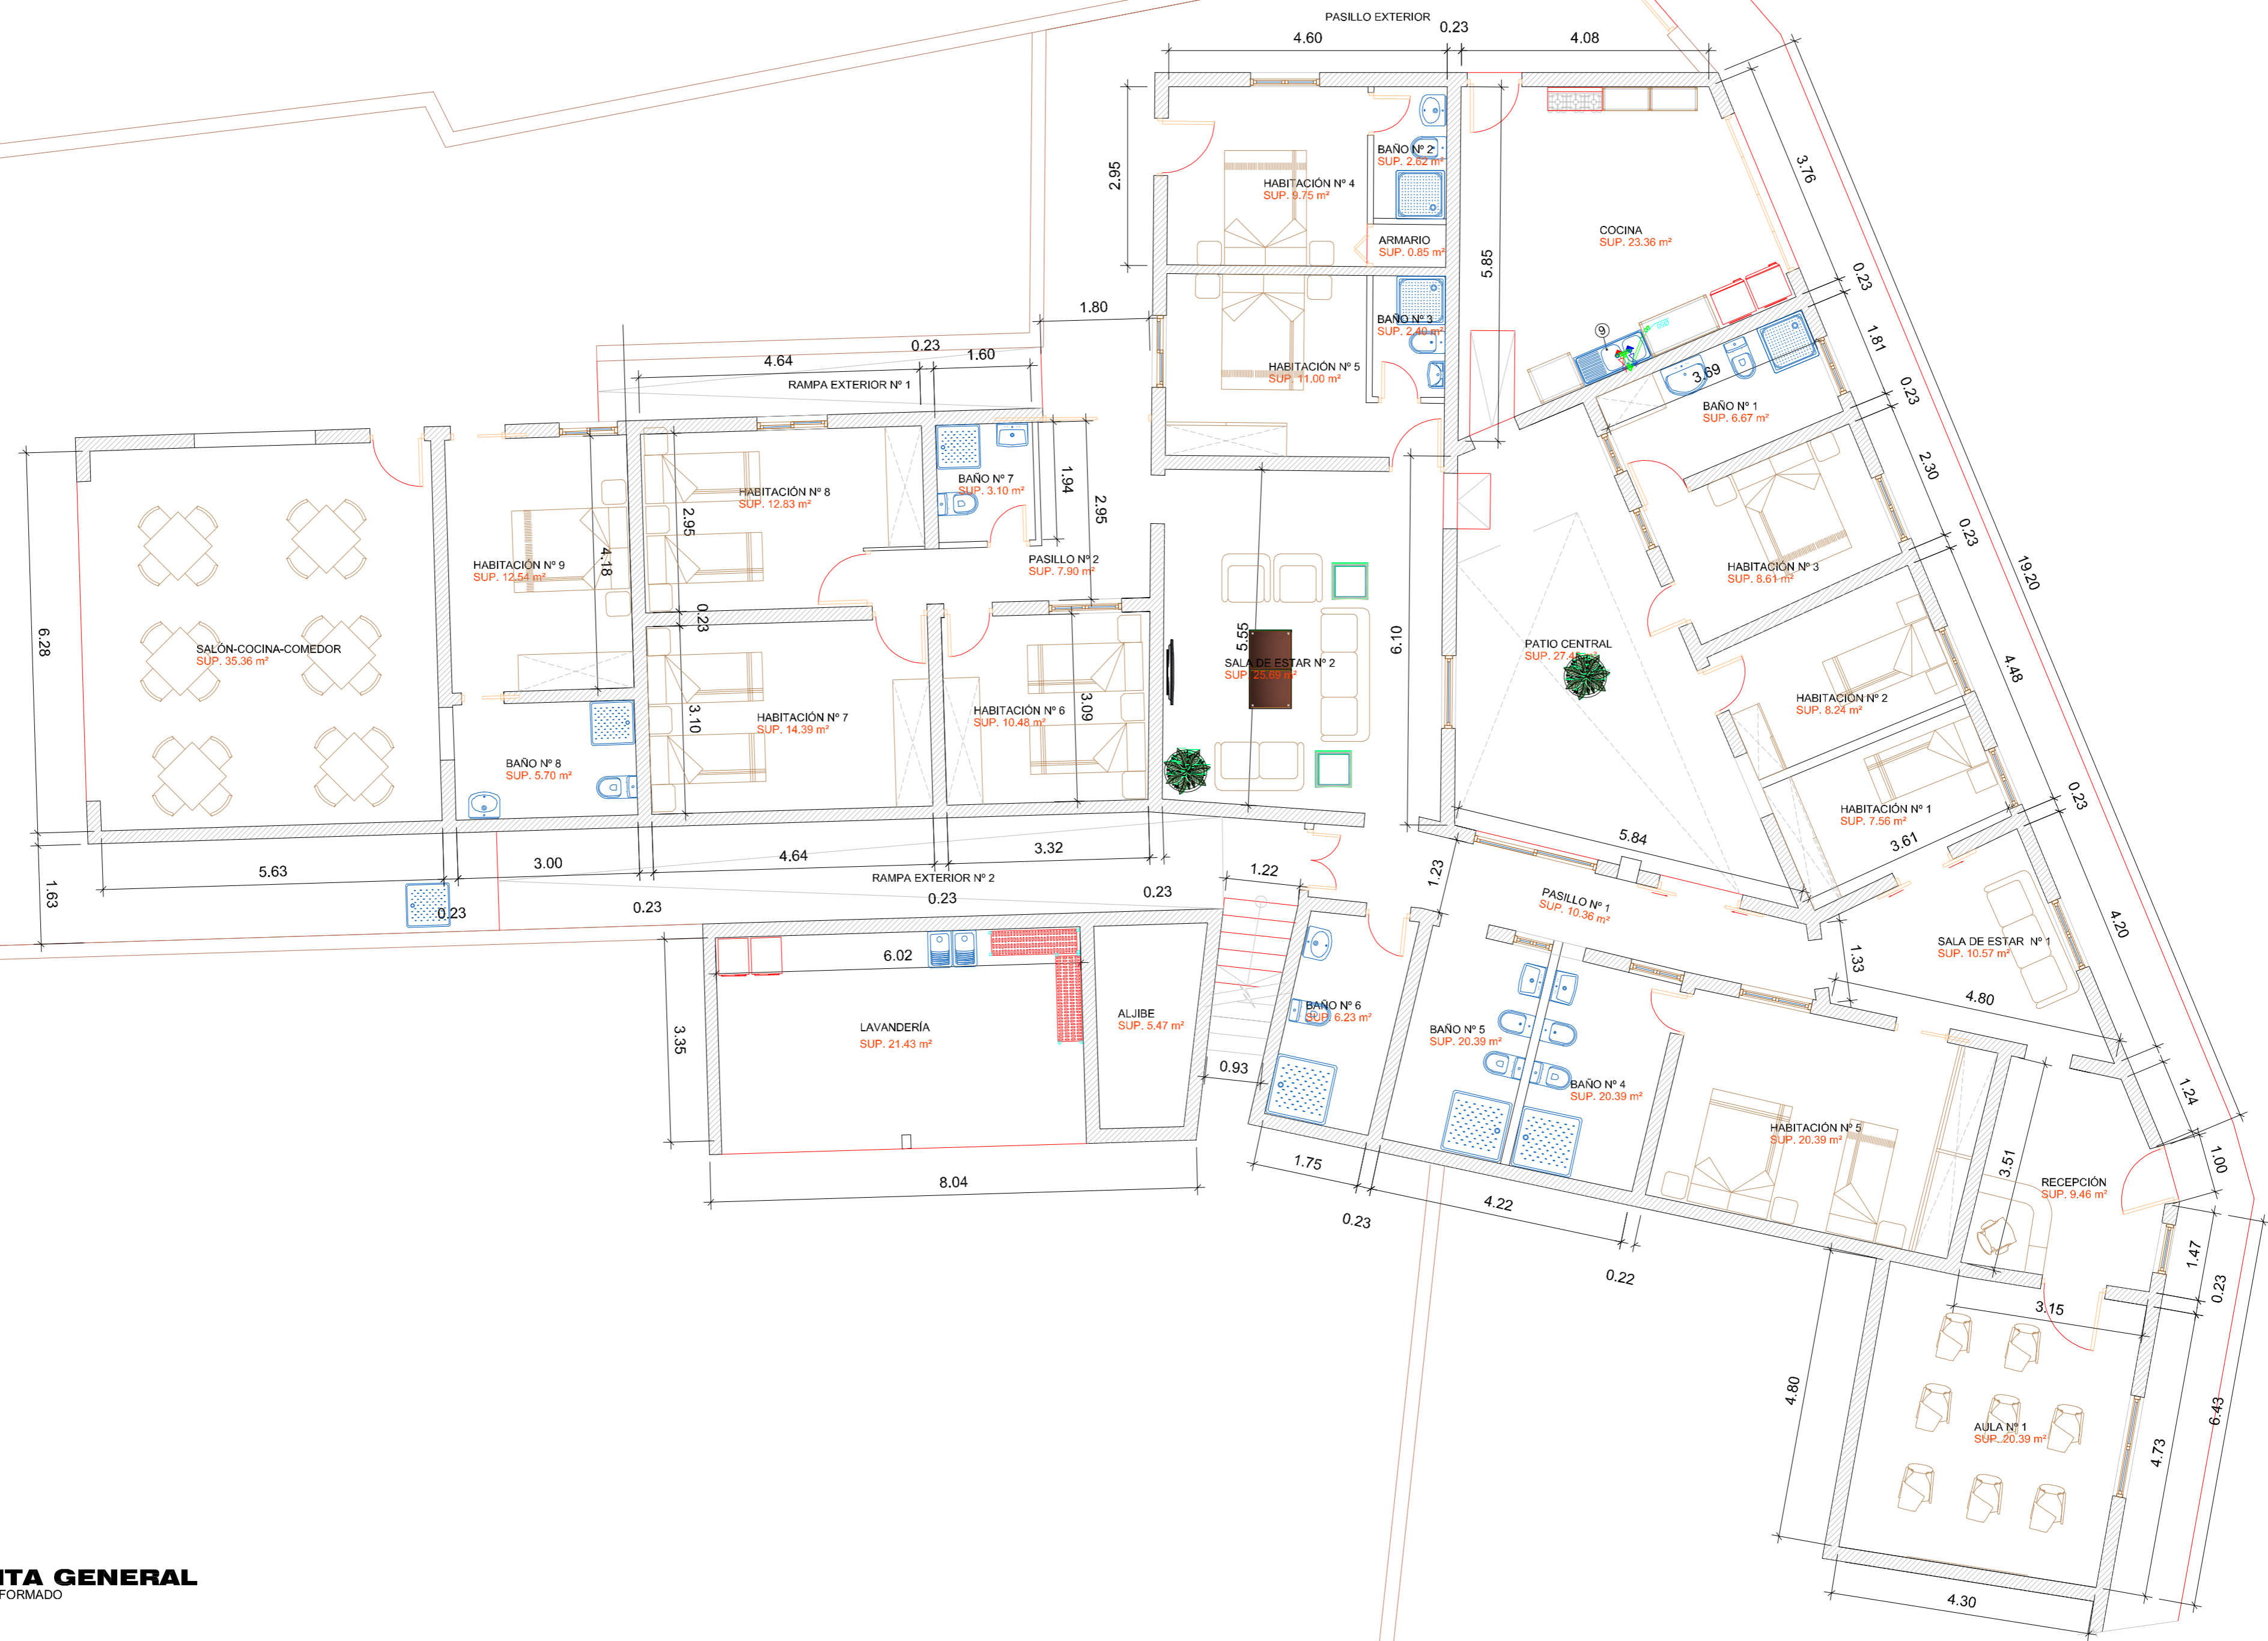 PASILLO EXTERIOR
0.23
4.60
4.08
2.95
BAÑO Nº 2
SUP. 2.62 m²
HABITACIÓN Nº 4
SUP. 9.75 m²
3.76
COCINA
SUP. 23.36 m²
ARMARIO
SUP. 0.85 m²
5.85
0.23
1.80
BAÑO Nº 3
SUP. 2.40 m²
9
1.81
0.23
4.64
1.60
RAMPA EXTERIOR Nº 1
HABITACIÓN Nº 5
SUP. 11.00 m²
3.69
0.23
BAÑO Nº 1
SUP. 6.67 m²
2.30
BAÑO Nº 7
SUP. 3.10 m²
1.94
HABITACIÓN Nº 8
SUP. 12.83 m²
2.95
2.95
0.23
4.18
HABITACIÓN Nº 9
SUP. 12.54 m²
PASILLO Nº 2
SUP. 7.90 m²
HABITACIÓN Nº 3
SUP. 8.61 m²
19.20
0.23
6.28
5.55
6.10
SALÓN-COCINA-COMEDOR
SUP. 35.36 m²
SALA DE ESTAR Nº 2
SUP. 25.69 m²
PATIO CENTRAL
SUP. 27.4
4.48
HABITACIÓN Nº 2
SUP. 8.24 m²
3.10
HABITACIÓN Nº 7
SUP. 14.39 m²
HABITACIÓN Nº 6
SUP. 10.48 m²
3.09
BAÑO Nº 8
SUP. 5.70 m²
0.23
HABITACIÓN Nº 1
SUP. 7.56 m²
5.84
3.61
5.63
3.00
4.64
3.32
1.63
RAMPA EXTERIOR Nº 2
1.22
1.23
0.23
0.23
0.23
0.23
PASILLO Nº 1
SUP. 10.36 m²
4.20
6.02
SALA DE ESTAR Nº 1
SUP. 10.57 m²
1.33
4.80
BAÑO Nº 6
SUP. 6.23 m²
ALJIBE
SUP. 5.47 m²
LAVANDERÍA
SUP. 21.43 m²
3.35
BAÑO Nº 5
SUP. 20.39 m²
0.93
BAÑO Nº 4
SUP. 20.39 m²
1.24
HABITACIÓN Nº 5
SUP. 20.39 m²
1.75
3.51
1.00
8.04
RECEPCIÓN
SUP. 9.46 m²
4.22
0.23
1.47
0.22
0.23
3.15
4.80
6.43
AULA Nº 1
SUP. 20.39 m²
4.73
4.30
TA GENERAL
FORMADO